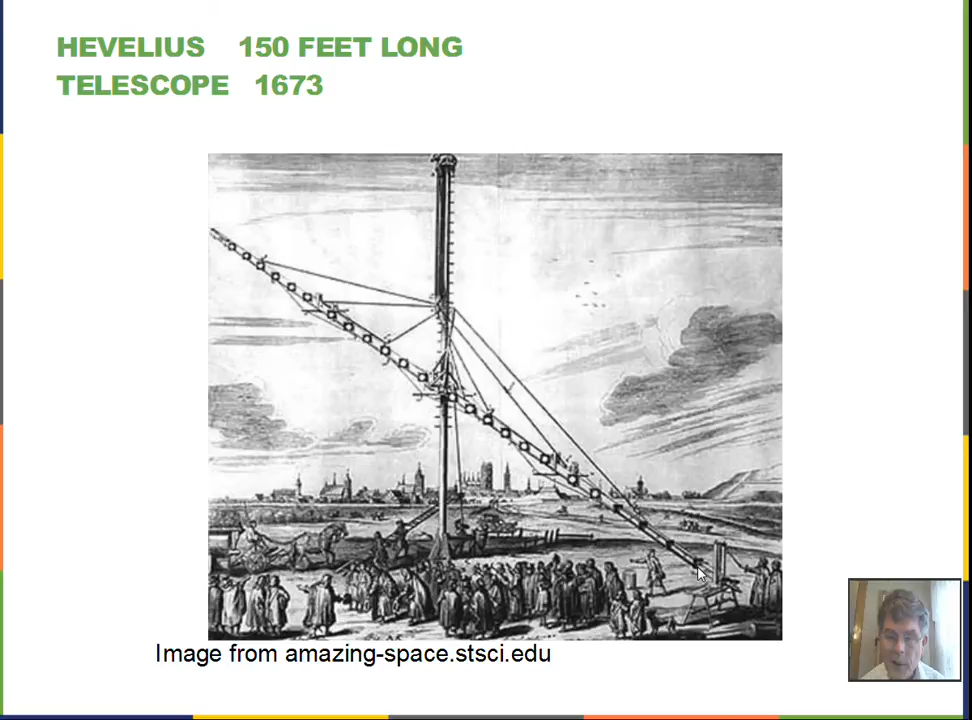 HEVELIUS 150 FEET LONG
TELESCOPE 1673
Image from amazing-space.stsci.edu